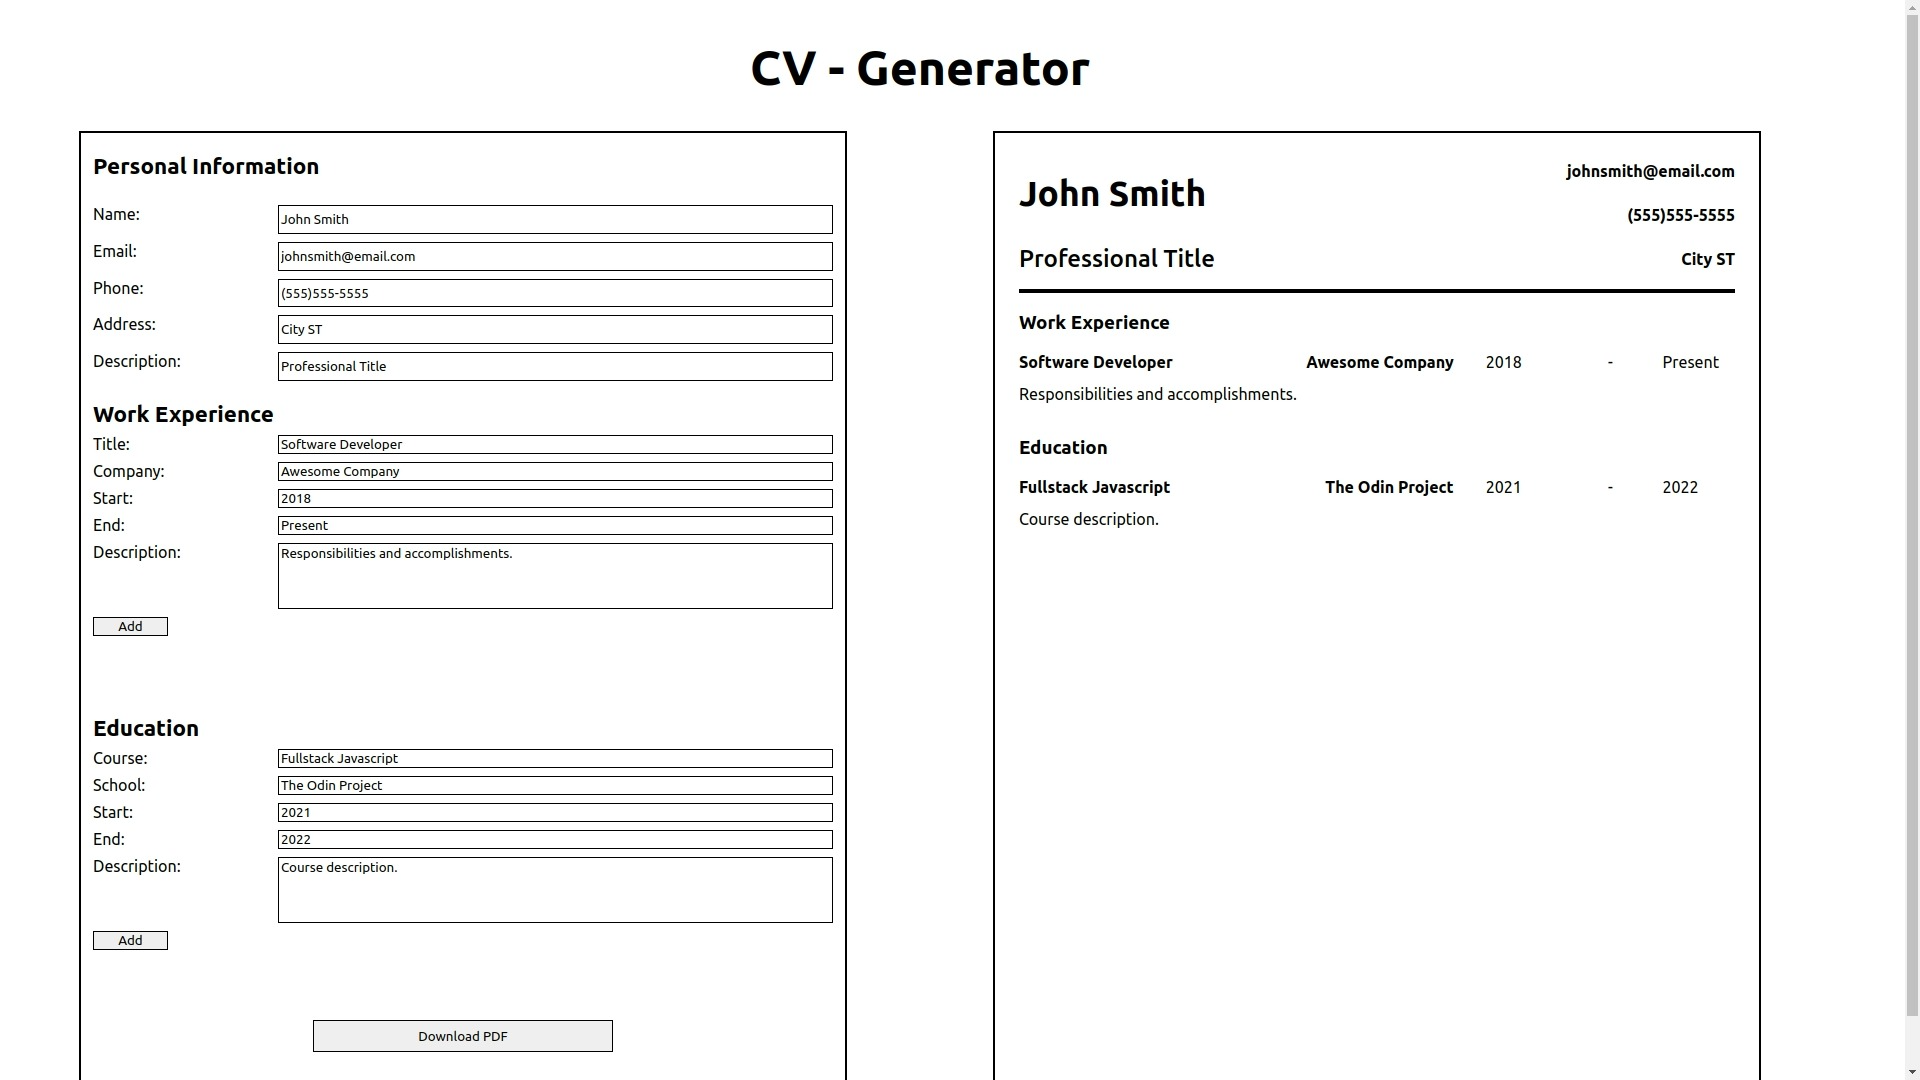 CV - Generator
Personal Information
Name: John Smith
Email: johnsmith@email.com
Phone: (555)555-5555
Address: City ST
Description: Professional Title
Work Experience
Title: Software Developer
Company: Awesome Company
Start: 2018
End: Present
Description: Responsibilities and accomplishments.
Add
Education
Course: Fullstack Javascript
School: The Odin Project
Start: 2021
End: 2022
Description: Course description.
Add
Download PDF
johnsmith@email.com
John Smith
(555)555-5555
Professional Title City ST
Work Experience
Software Developer Awesome Company 2018 - Present
Responsibilities and accomplishments.
Education
Fullstack Javascript The Odin Project 2021 - 2022
Course description.